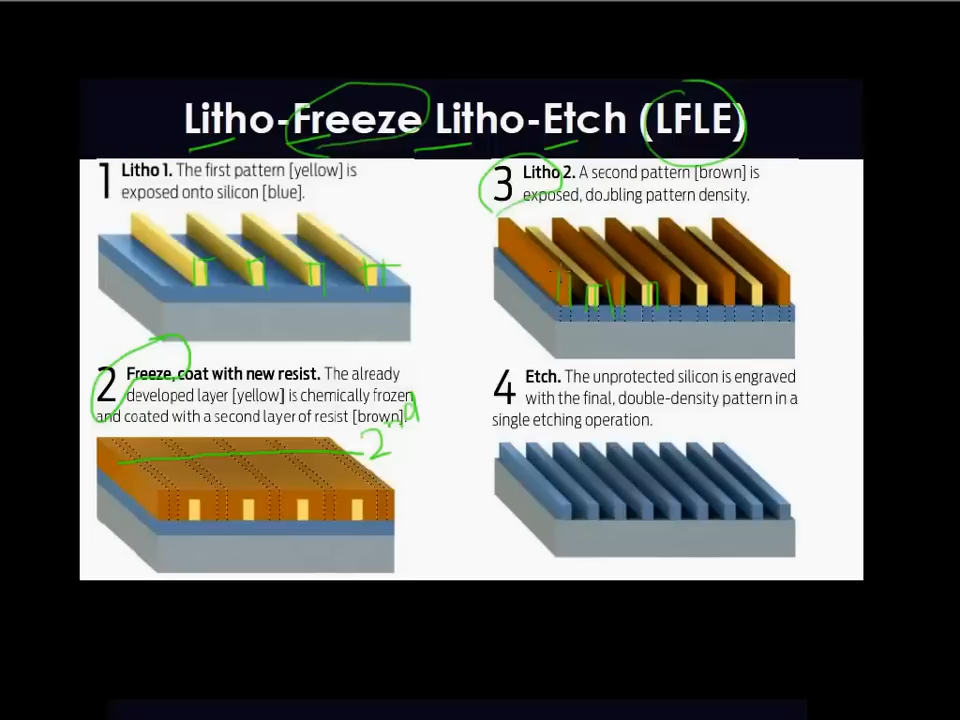 Litho-Freeze Litho-Etch (LFLE)
1 Litho 1. The first pattern [yellow] is
exposed onto silicon [blue].
2 Freeze, coat with new resist. The already
developed layer [yellow] is chemically frozen
and coated with a second layer of resist [brown].
2nd
3 Litho 2. A second pattern [brown] is
exposed, doubling pattern density.
4 Etch. The unprotected silicon is engraved
with the final, double-density pattern in a
single etching operation.